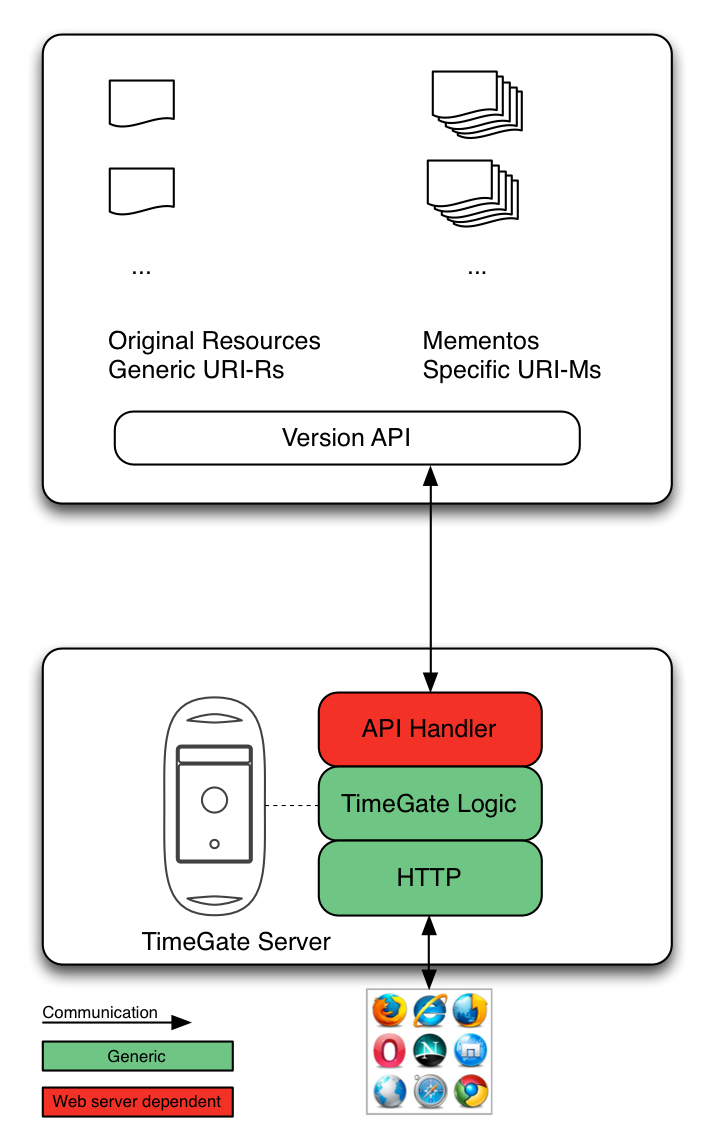 ...
...
Original Resources
Generic URI-Rs
Mementos
Specific URI-Ms
Version API
API Handler
TimeGate Logic
HTTP
TimeGate Server
Communication
Generic
Web server dependent